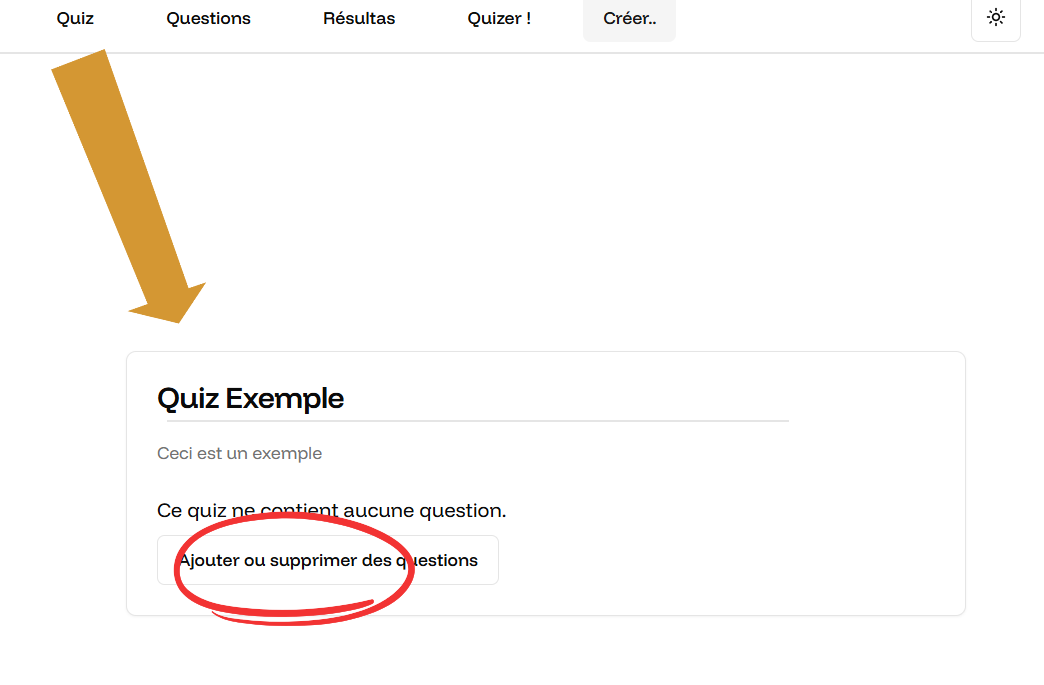 Quiz Questions Résultas Quizer ! Créer..
Quiz Exemple
Ceci est un exemple
Ce quiz ne contient aucune question.
Ajouter ou supprimer des questions